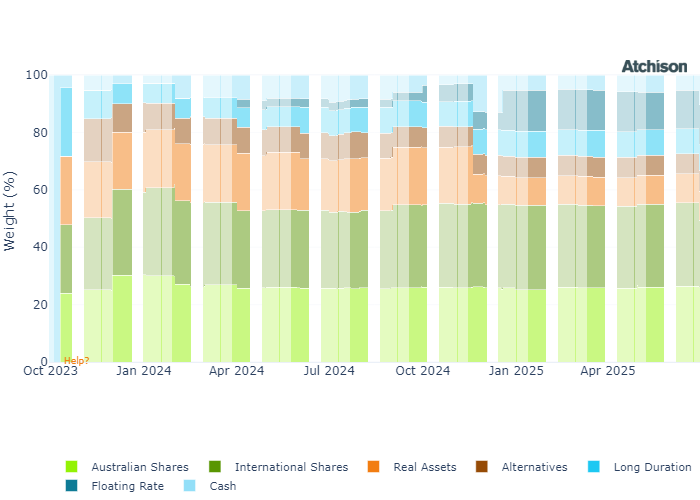 Atchison
100
80
60
40
20
0
Weight (%)
Help?
Oct 2023 Jan 2024 Apr 2024 Jul 2024 Oct 2024 Jan 2025 Apr 2025
Australian Shares International Shares Real Assets Alternatives Long Duration
Floating Rate Cash